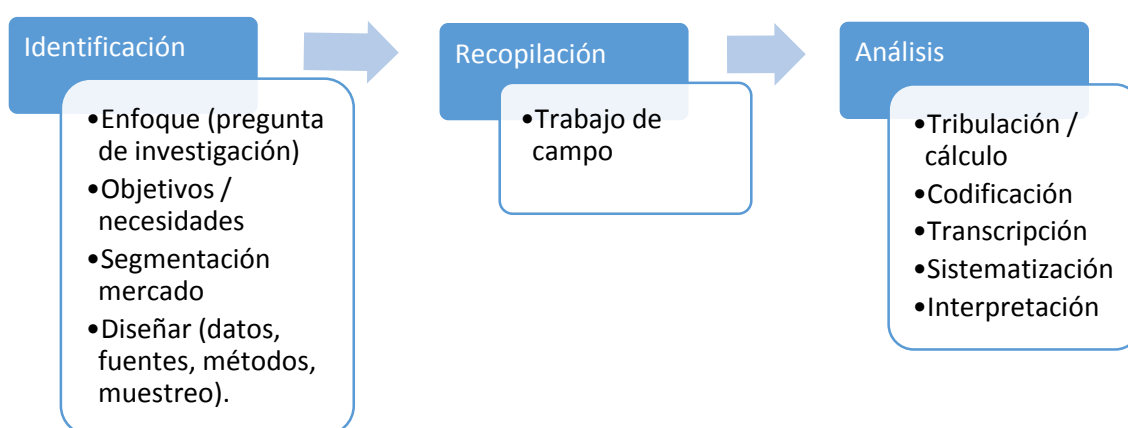 Identificación
•Enfoque (pregunta
de investigación)
•Objetivos /
necesidades
•Segmentación
mercado
•Diseñar (datos,
fuentes, métodos,
muestreo).
Recopilación
•Trabajo de
campo
Análisis
•Tribulación /
cálculo
•Codificación
•Transcripción
•Sistematización
•Interpretación